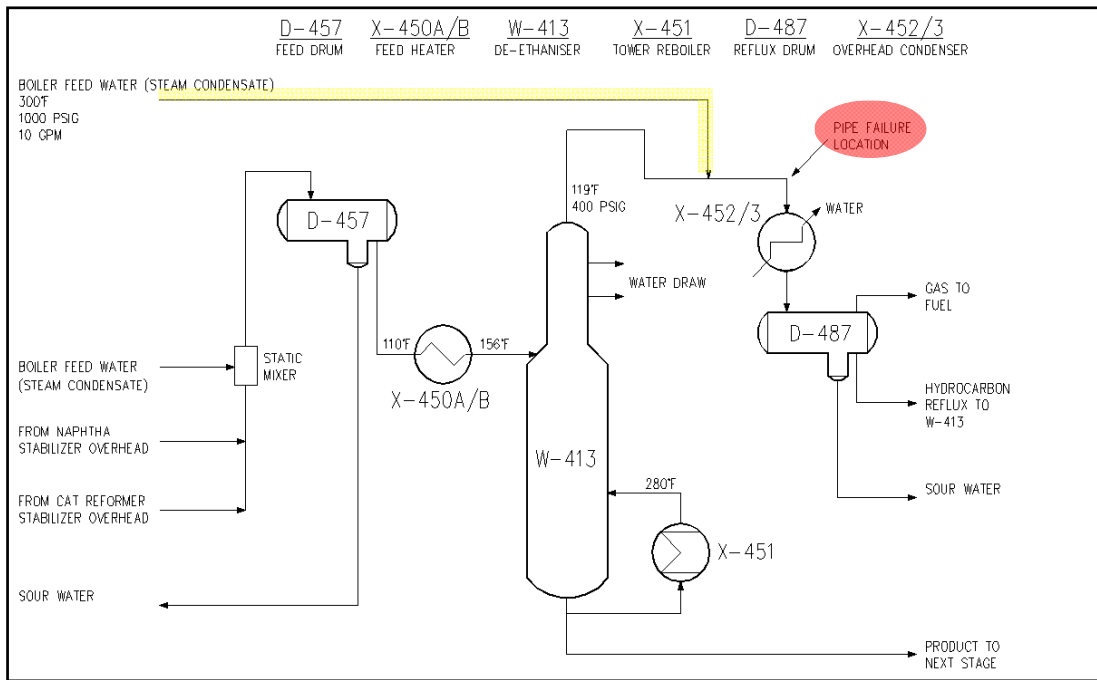 D-457
FEED DRUM
X-450A/B
FEED HEATER
W-413
DE-ETHANISER
X-451
TOWER REBOILER
D-487
REFLUX DRUM
X-452/3
OVERHEAD CONDENSER
BOILER FEED WATER (STEAM CONDENSATE)
300°F
1000 PSIG
10 GPM
PIPE FAILURE
LOCATION
119°F
400 PSIG
X-452/3
WATER
D-457
WATER DRAW
GAS TO
FUEL
D-487
110°F
156°F
STATIC
MIXER
BOILER FEED WATER
(STEAM CONDENSATE)
X-450A/B
HYDROCARBON
REFLUX TO
W-413
FROM NAPHTHA
STABILIZER OVERHEAD
W-413
280°F
SOUR WATER
FROM CAT REFORMER
STABILIZER OVERHEAD
X-451
SOUR WATER
PRODUCT TO
NEXT STAGE